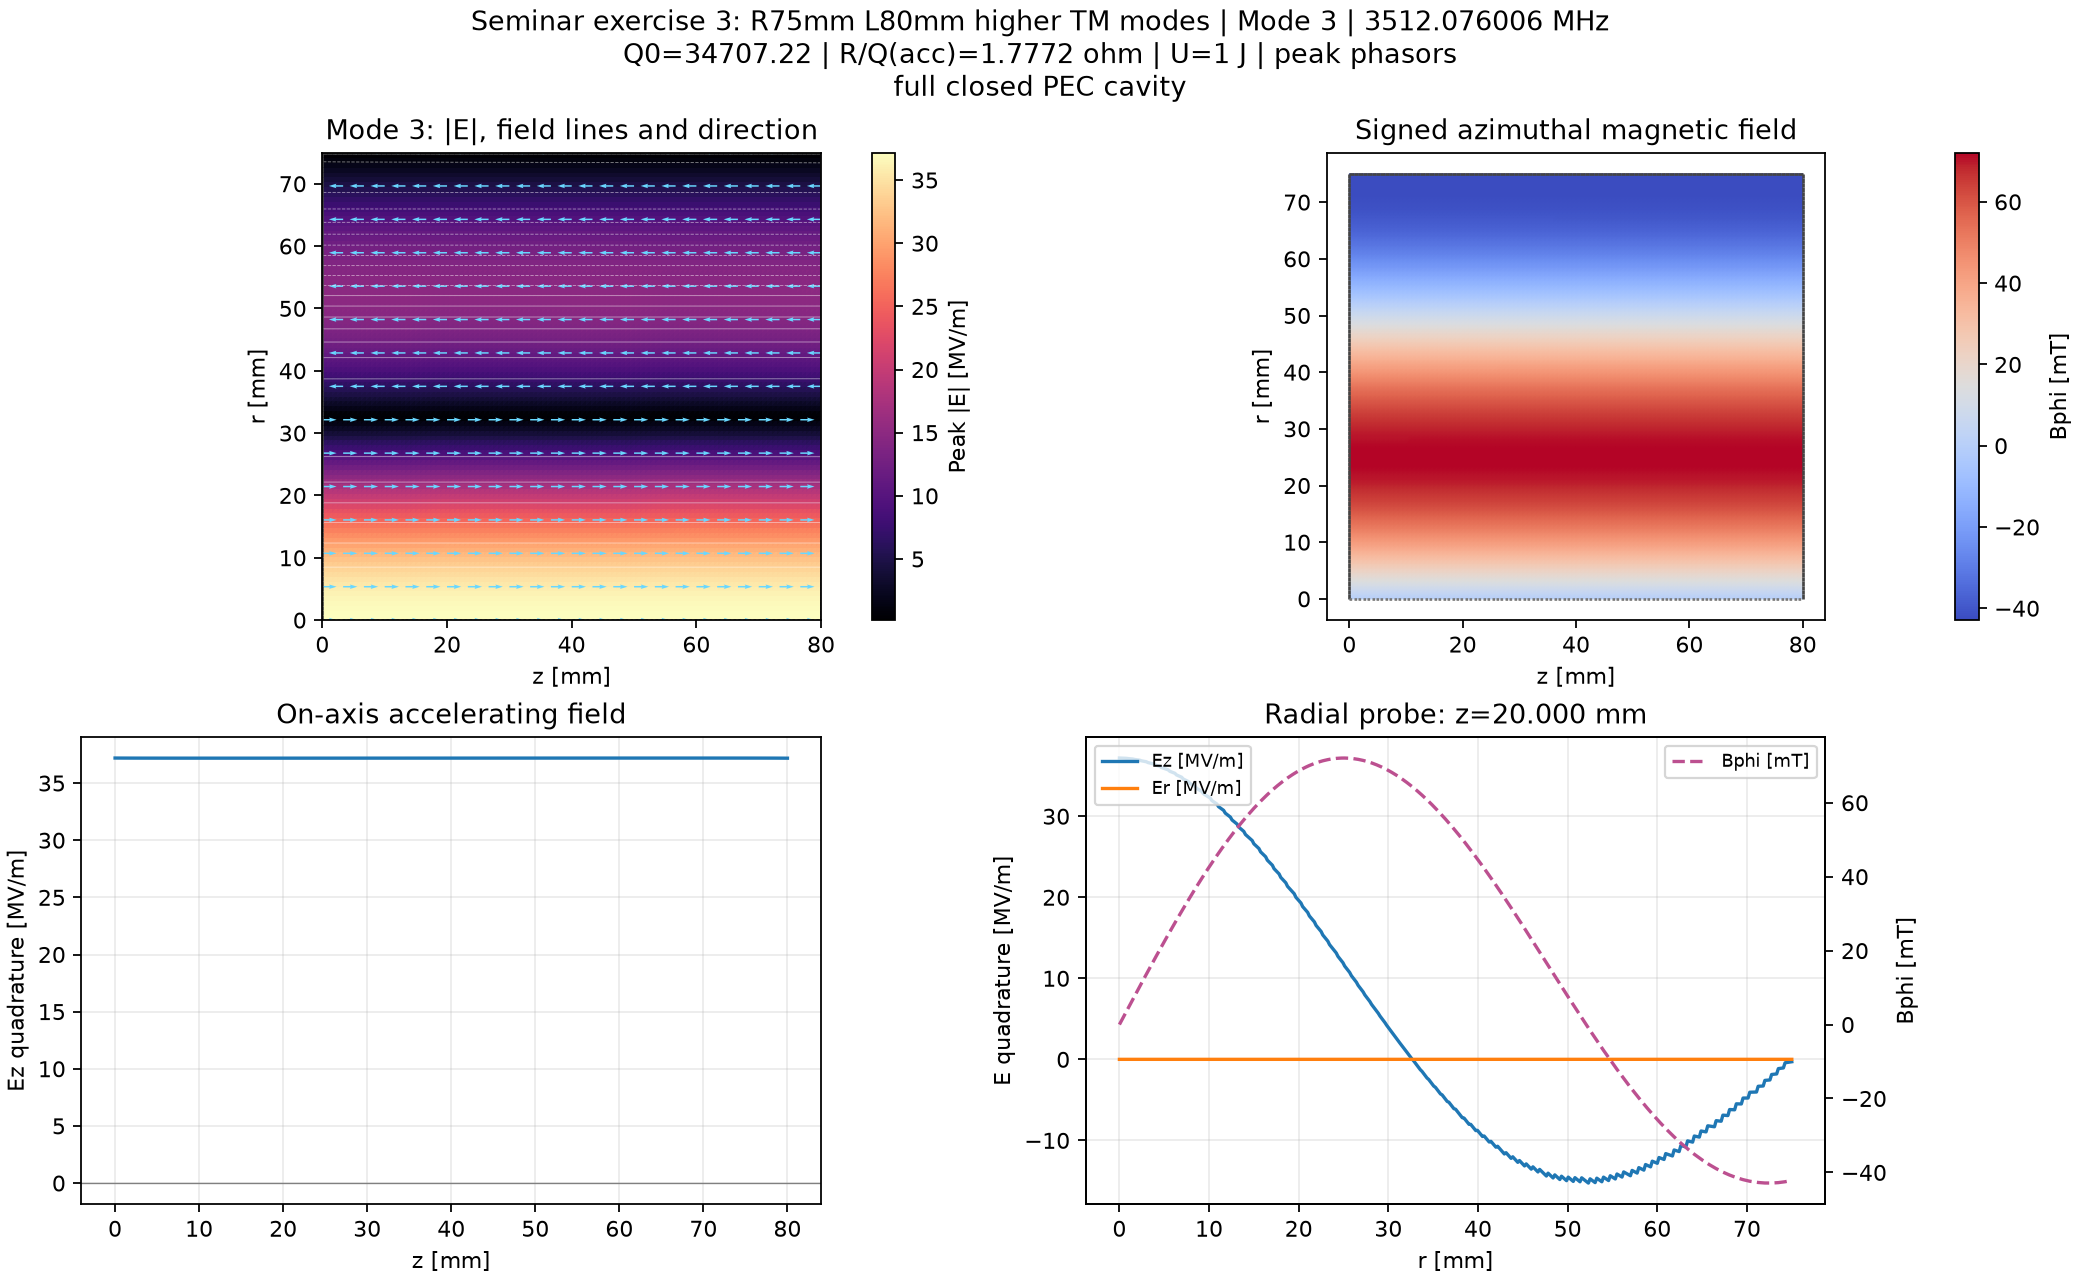 Seminar exercise 3: R75mm L80mm higher TM modes | Mode 3 | 3512.076006 MHz
Q0=34707.22 | R/Q(acc)=1.7772 ohm | U=1 J | peak phasors
full closed PEC cavity
Mode 3: |E|, field lines and direction
70
60
50
40
30
20
10
0
r [mm]
0 20 40 60 80
z [mm]
35
30
25
20
15
10
5
Peak |E| [MV/m]
Signed azimuthal magnetic field
70
60
50
40
30
20
10
0
r [mm]
0 20 40 60 80
z [mm]
60
40
20
0
−20
−40
Bphi [mT]
On-axis accelerating field
35
30
25
20
15
10
5
0
Ez quadrature [MV/m]
0 10 20 30 40 50 60 70 80
z [mm]
Radial probe: z=20.000 mm
Ez [MV/m]
Er [MV/m]
Bphi [mT]
30
20
10
0
−10
E quadrature [MV/m]
60
40
20
0
−20
−40
Bphi [mT]
0 10 20 30 40 50 60 70
r [mm]